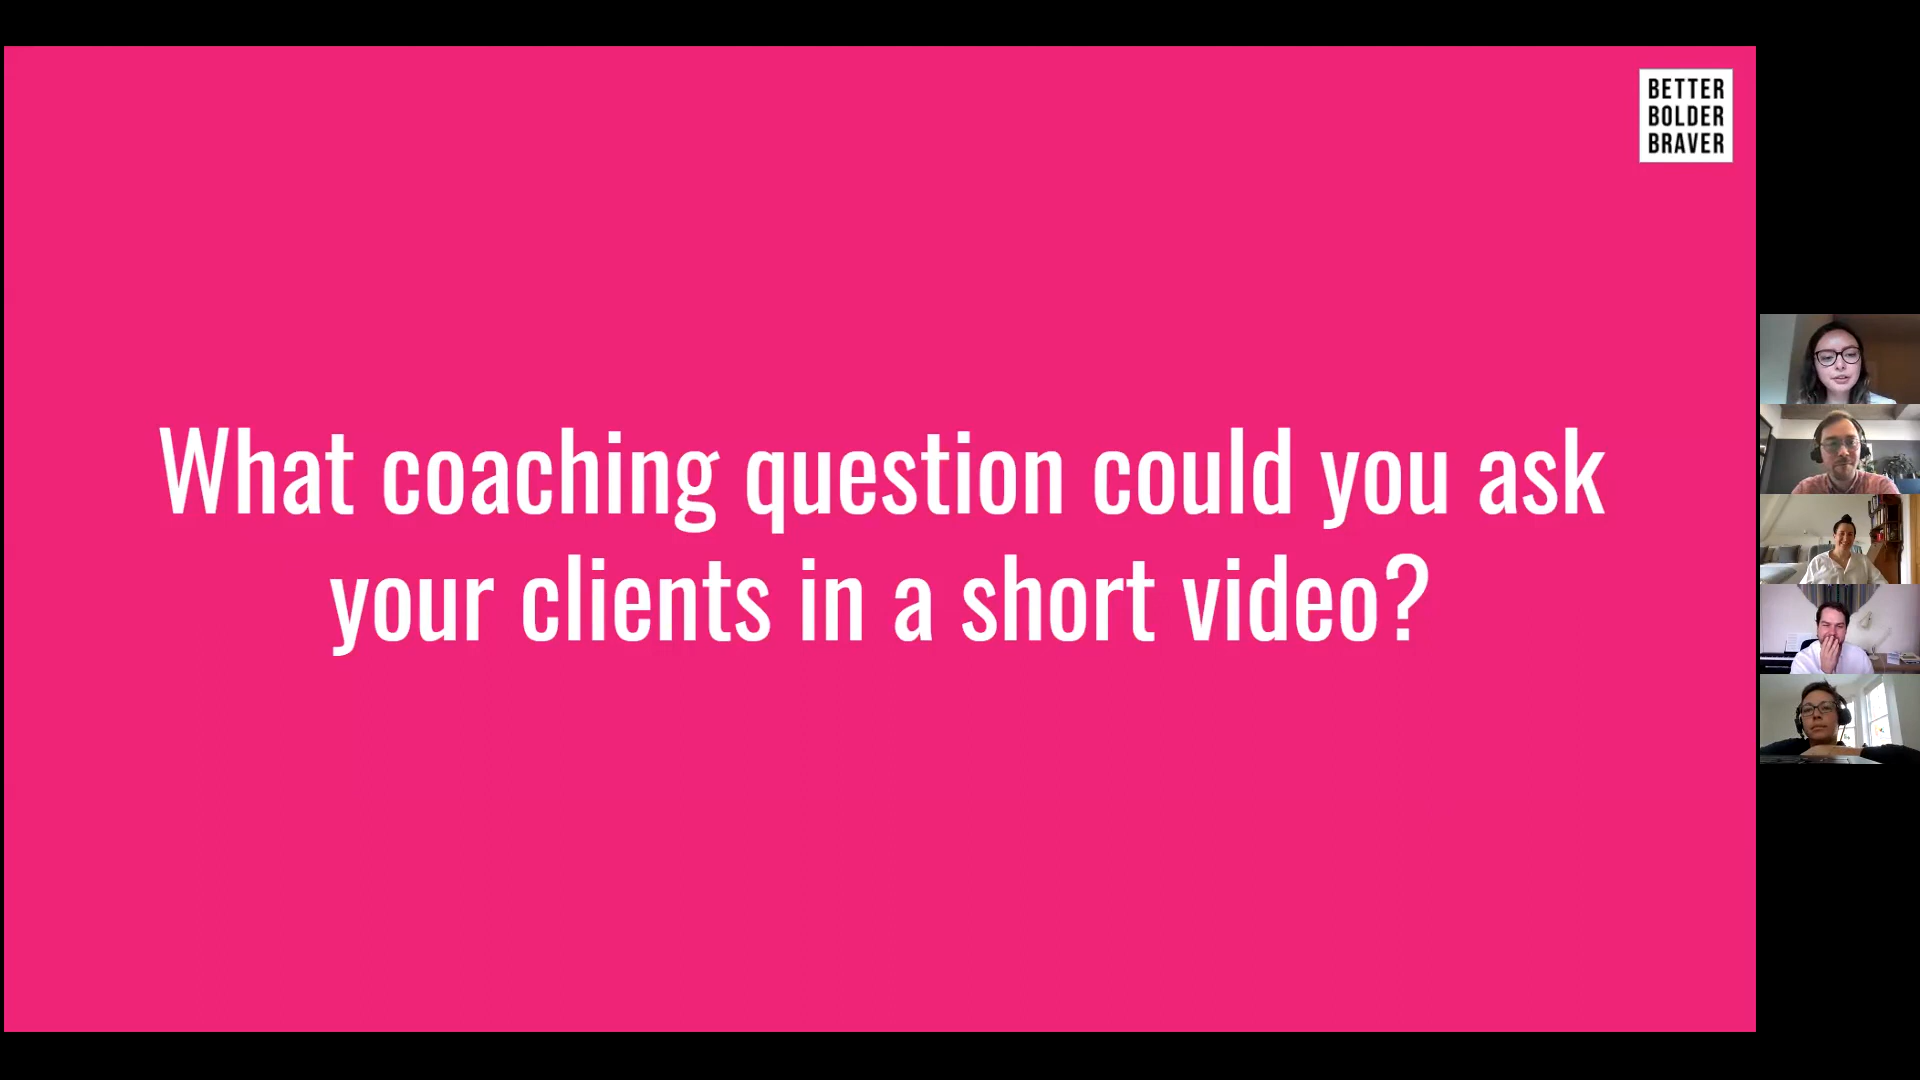 BETTER
BOLDER
BRAVER
What coaching question could you ask
your clients in a short video?